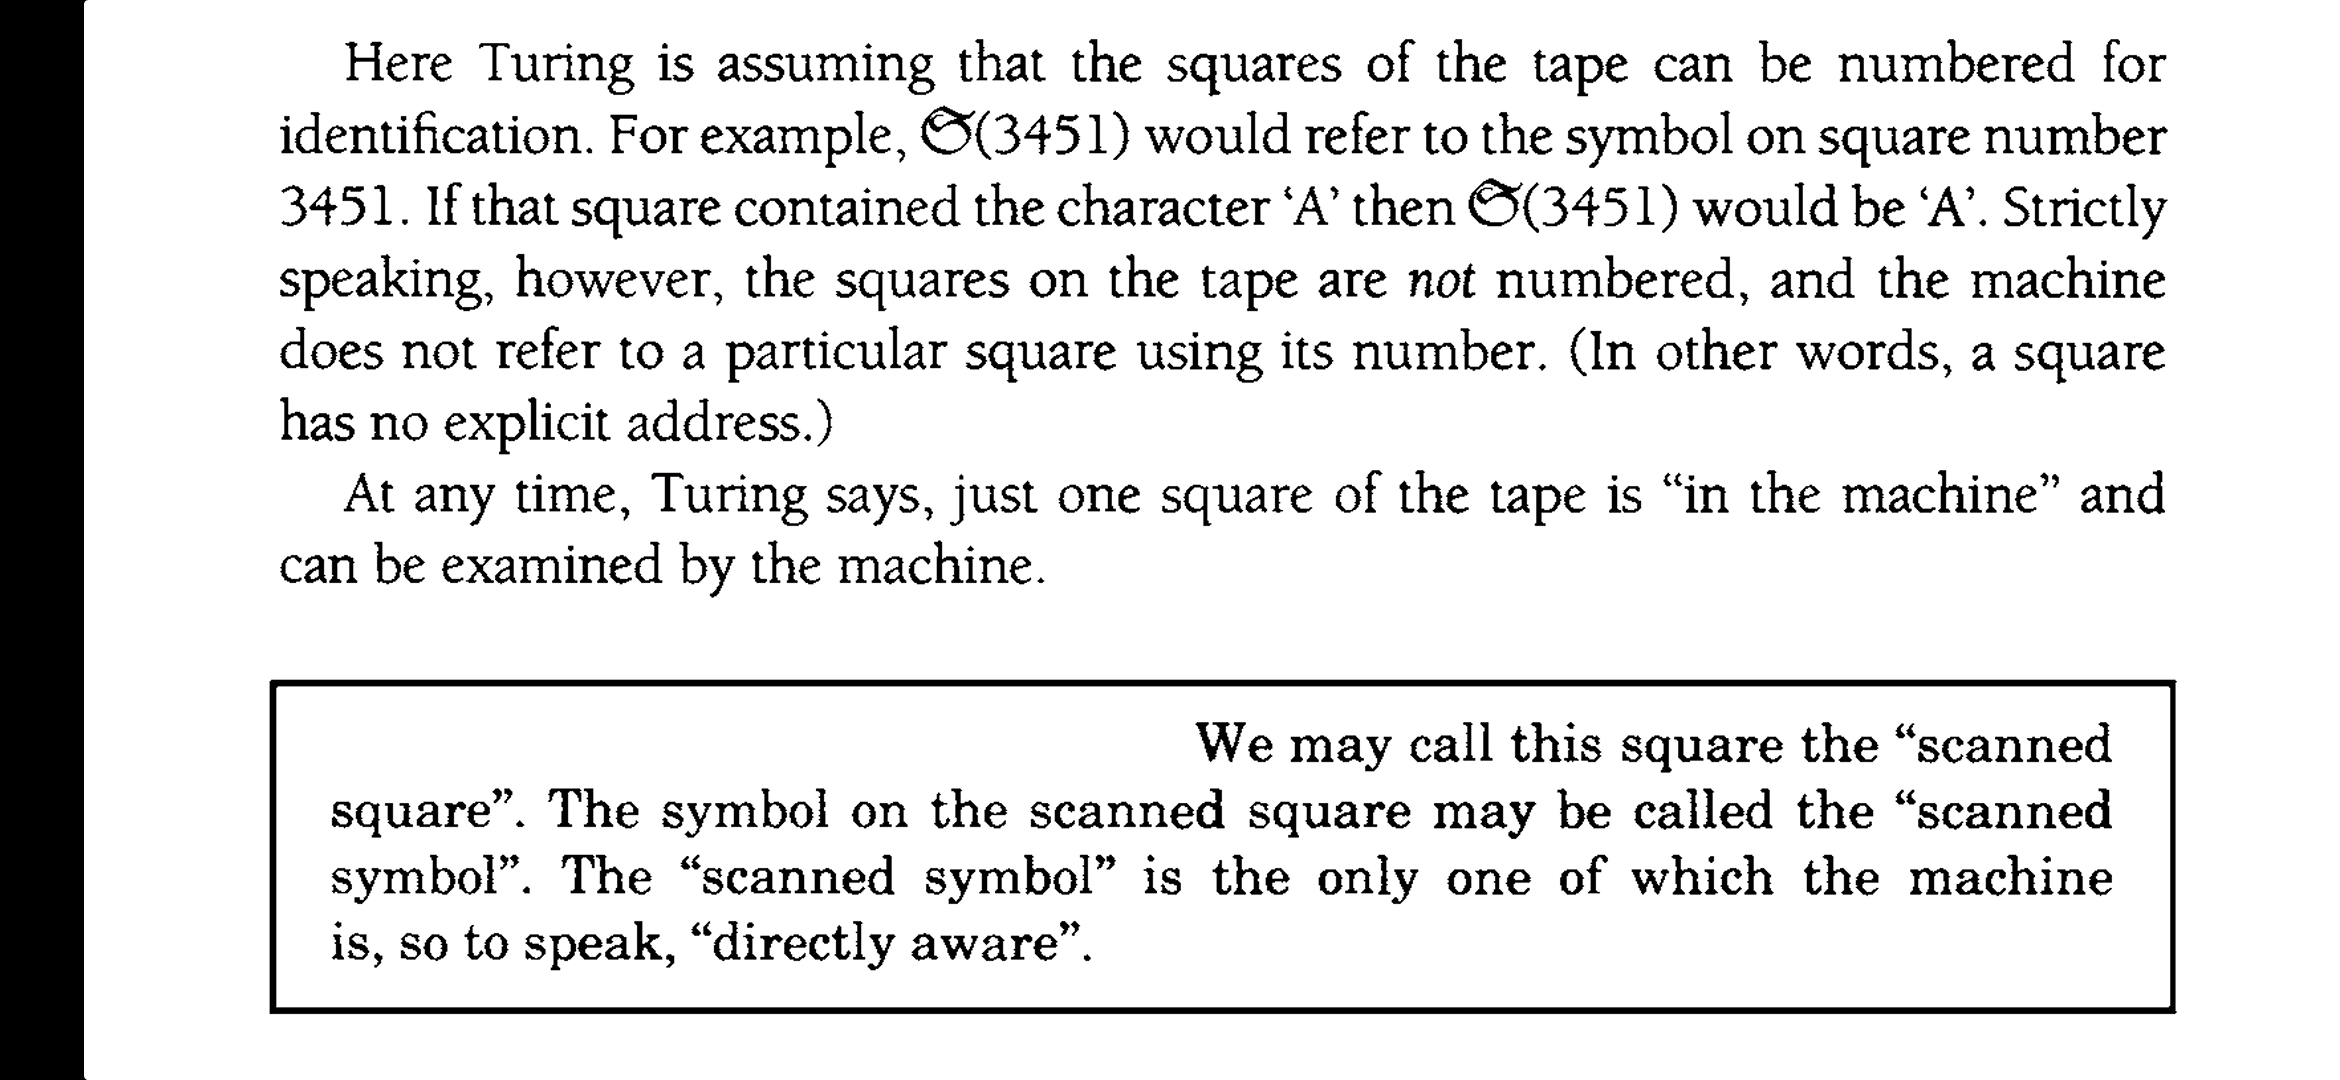 Here Turing is assuming that the squares of the tape can be numbered for
identification. For example, 𝔖(3451) would refer to the symbol on square number
3451. If that square contained the character ‘A’ then 𝔖(3451) would be ‘A’. Strictly
speaking, however, the squares on the tape are not numbered, and the machine
does not refer to a particular square using its number. (In other words, a square
has no explicit address.)
At any time, Turing says, just one square of the tape is “in the machine” and
can be examined by the machine.
We may call this square the “scanned
square”. The symbol on the scanned square may be called the “scanned
symbol”. The “scanned symbol” is the only one of which the machine
is, so to speak, “directly aware”.